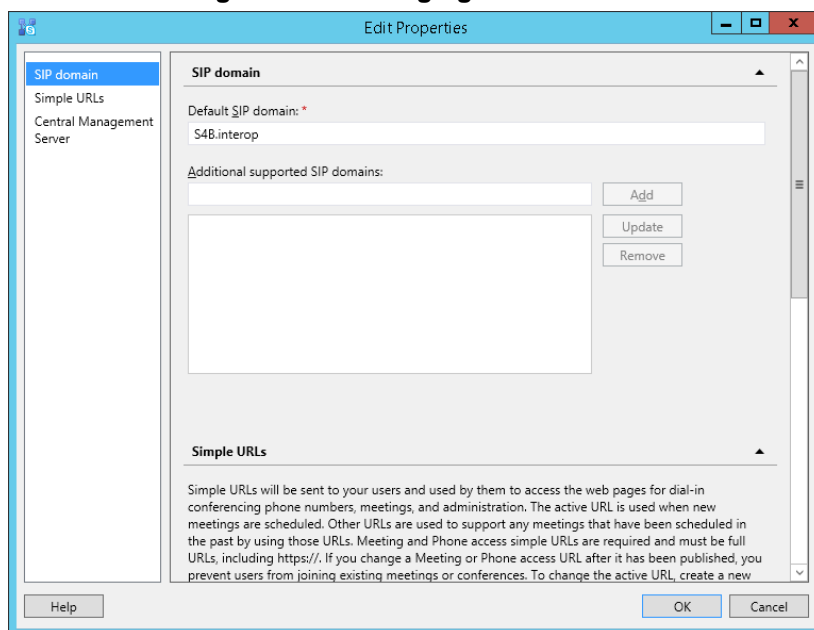 Edit Properties
SIP domain
Simple URLs
Central Management
Server
SIP domain
Default SIP domain: *
S4B.interop
Additional supported SIP domains:
Add
Update
Remove
Simple URLs
Simple URLs will be sent to your users and used by them to access the web pages for dial-in
conferencing phone numbers, meetings, and administration. The active URL is used when new
meetings are scheduled. Other URLs are used to support any meetings that have been scheduled in
the past by using those URLs. Meeting and Phone access simple URLs are required and must be full
URLs, including https://. If you change a Meeting or Phone access URL after it has been published, you
prevent users from joining existing meetings or conferences. To change the active URL, create a new
Help
OK
Cancel